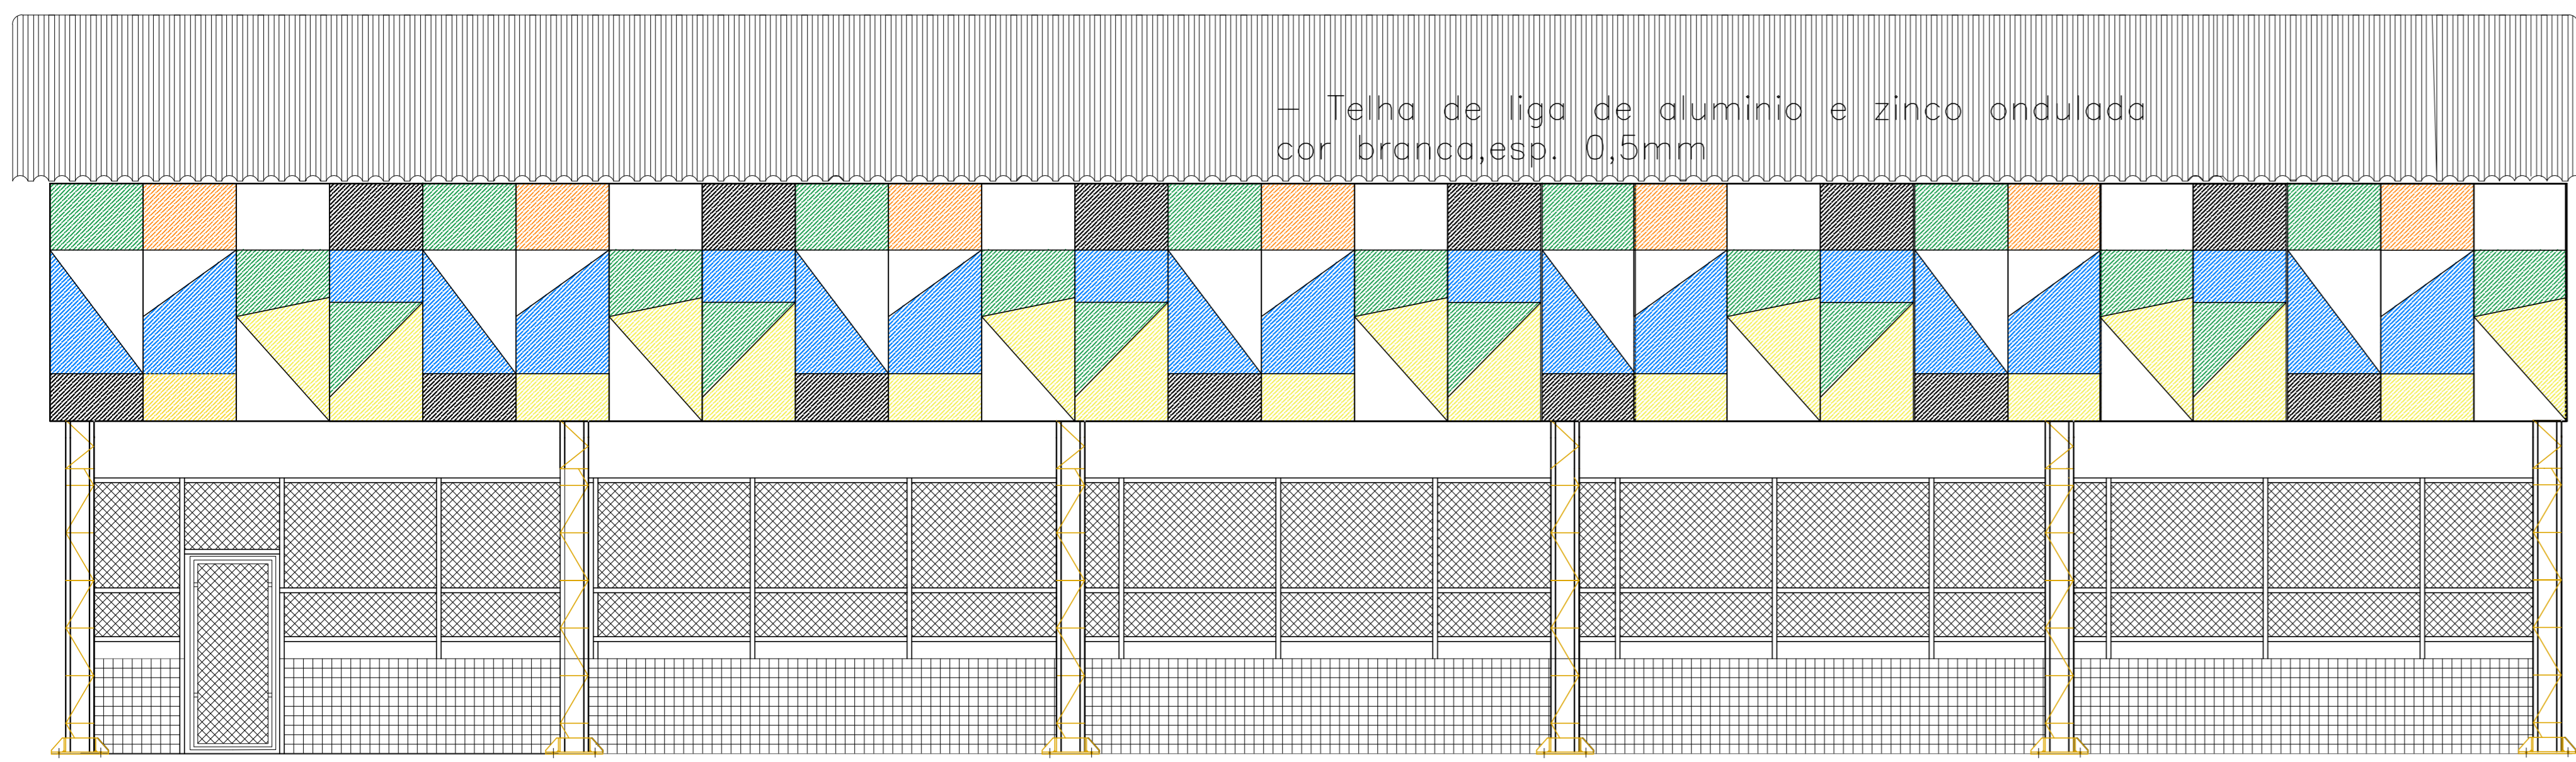 — Telha de liga de aluminio e zinco ondulada
cor branca,esp. 0,5mm